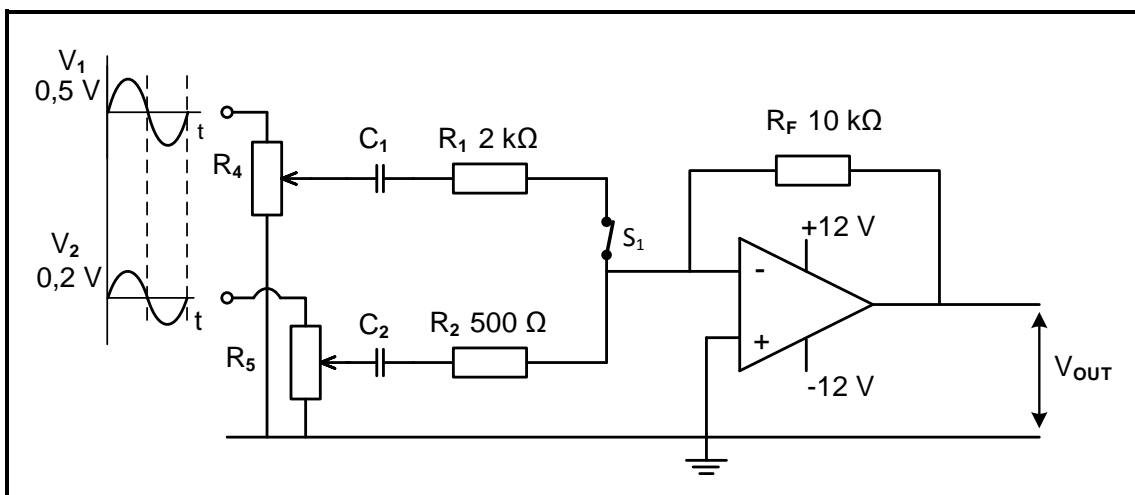 V1
0,5 V
t
R4
C1
R1 2 kΩ
RF 10 kΩ
S1
+12 V
-
+
-12 V
V2
0,2 V
t
R5
C2
R2 500 Ω
VOUT